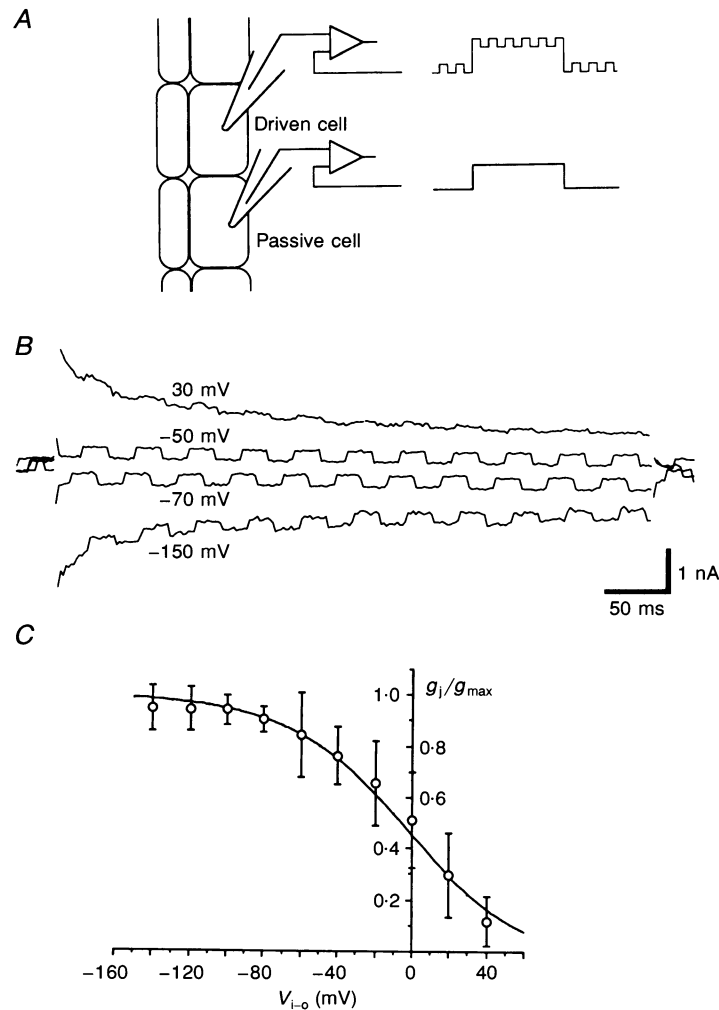 A
Driven cell
Passive cell
B
30 mV
−50 mV
−70 mV
−150 mV
1 nA
50 ms
C
gj/gmax
1·0
0·8
0·6
0·4
0·2
−160 −120 −80 −40 0 40
Vi–o (mV)